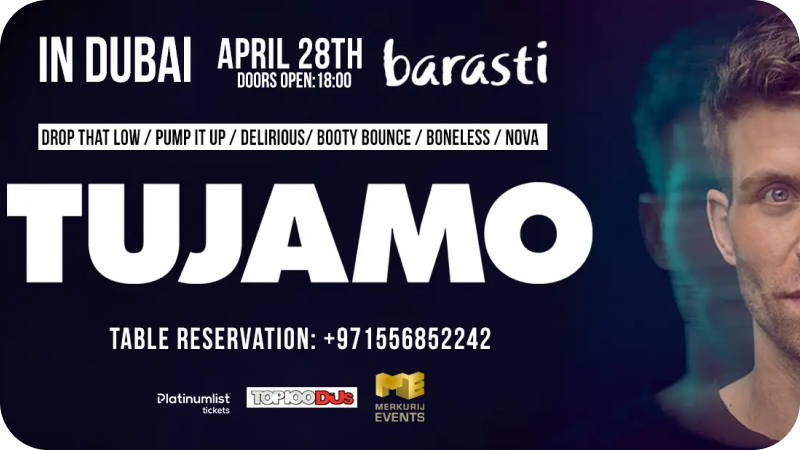 IN DUBAI
APRIL 28TH
DOORS OPEN:18:00
barasti
DROP THAT LOW / PUMP IT UP / DELIRIOUS/ BOOTY BOUNCE / BONELESS / NOVA
TUJAMO
TABLE RESERVATION: +971556852242
Platinumlist
tickets
TOP100DJs
ME
MERKURIJ
EVENTS